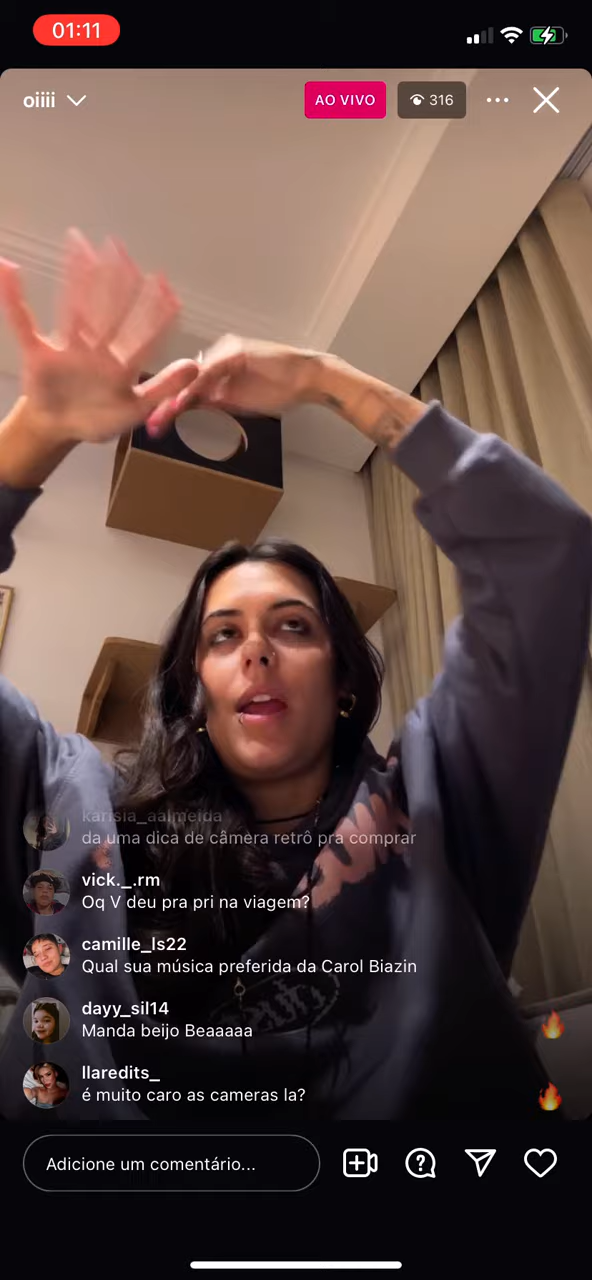 01:11
oiiii
AO VIVO
316
karisla_aalmeida
da uma dica de câmera retrô pra comprar
vick._.rm
Oq V deu pra pri na viagem?
camille_ls22
Qual sua música preferida da Carol Biazin
dayy_sil14
Manda beijo Beaaaaa
llaredits_
é muito caro as cameras la?
Adicione um comentário...